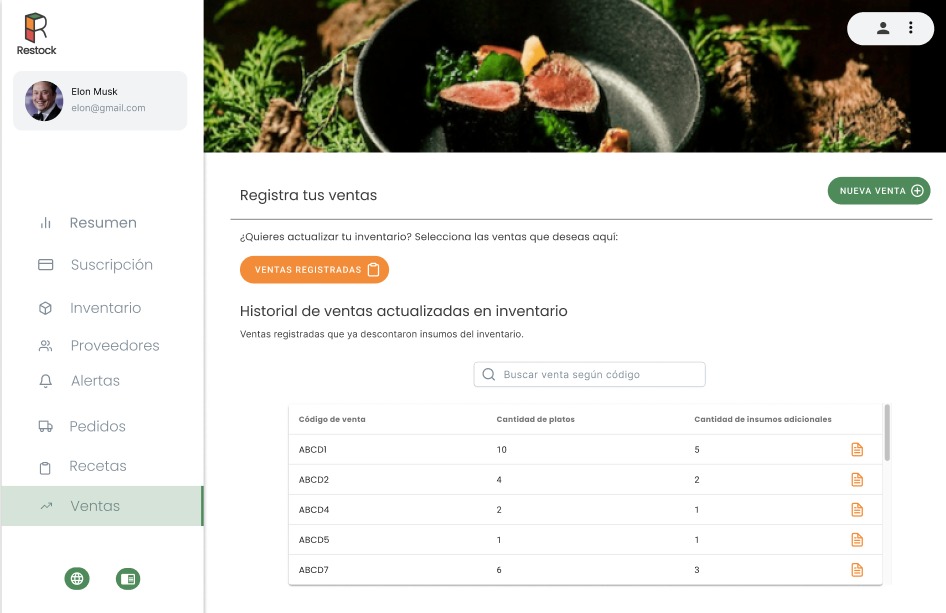 Restock
Elon Musk
elon@gmail.com
Resumen
Suscripción
Inventario
Proveedores
Alertas
Pedidos
Recetas
Ventas
Registra tus ventas
NUEVA VENTA
¿Quieres actualizar tu inventario? Selecciona las ventas que deseas aquí:
VENTAS REGISTRADAS
Historial de ventas actualizadas en inventario
Ventas registradas que ya descontaron insumos del inventario.
Buscar venta según código
Código de venta Cantidad de platos Cantidad de insumos adicionales
ABCD1 10 5
ABCD2 4 2
ABCD4 2 1
ABCD5 1 1
ABCD7 6 3